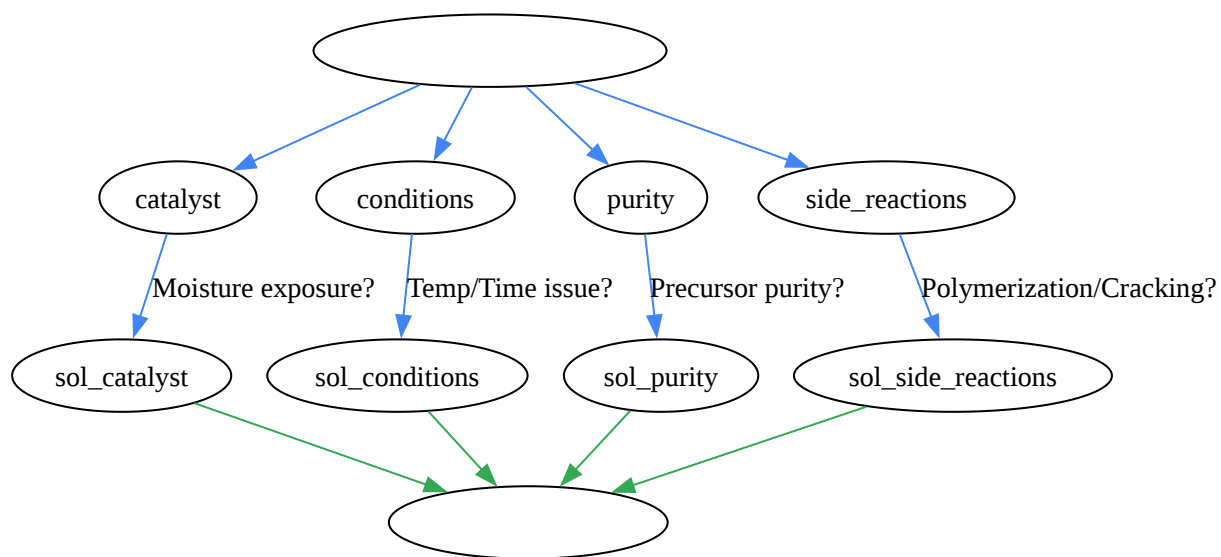 catalyst
conditions
purity
side_reactions
Moisture exposure?
Temp/Time issue?
Precursor purity?
Polymerization/Cracking?
sol_catalyst
sol_conditions
sol_purity
sol_side_reactions